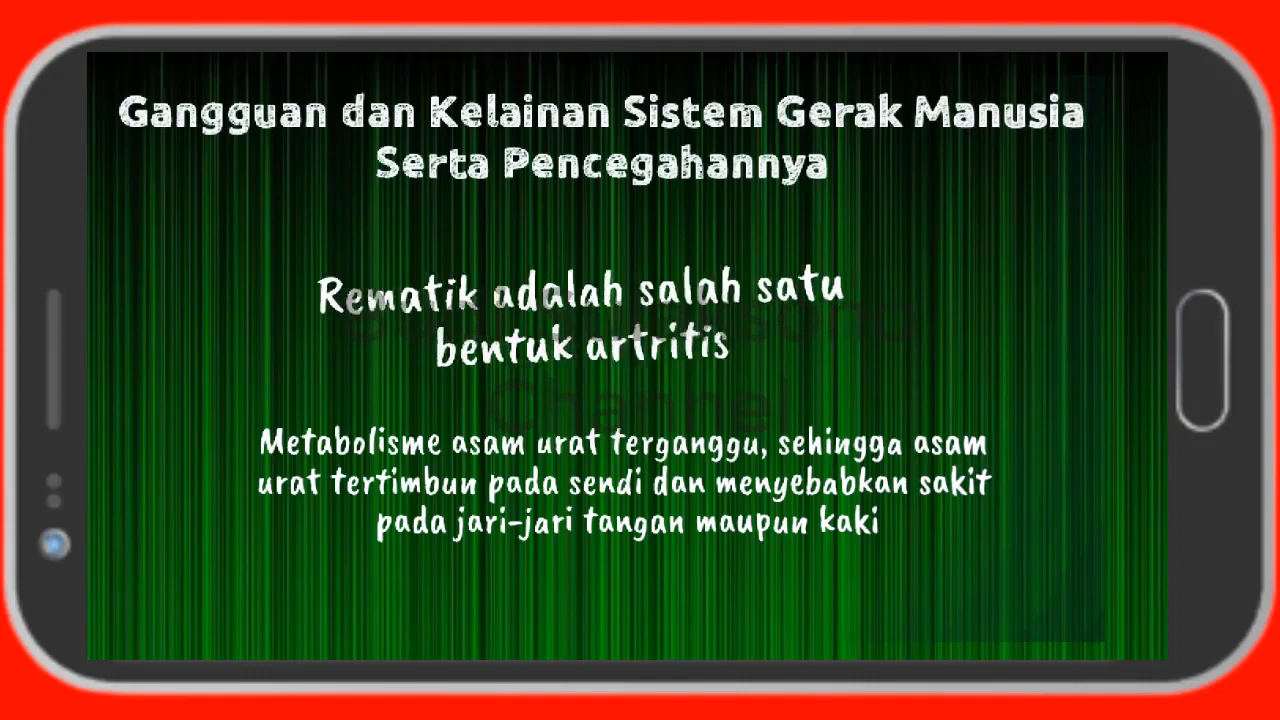 Gangguan dan Kelainan Sistem Gerak Manusia
Serta Pencegahannya
Rematik adalah salah satu
bentuk artritis
Channel
Metabolisme asam urat terganggu, sehingga asam
urat tertimbun pada sendi dan menyebabkan sakit
pada jari-jari tangan maupun kaki